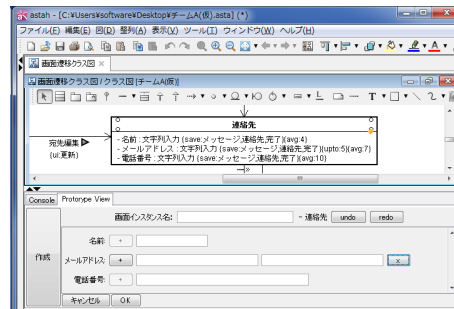 astah - [C:¥Users¥software¥Desktop¥チームA(仮).asta] (*)
ファイル(F) 編集(E) 図(D) 整列(A) 表示(V) ツール(T) ウィンドウ(W) ヘルプ(H)
画面遷移クラス図 ×
画面遷移クラス図 / クラス図 [チームA(仮)]
連絡先
宛先編集 ▶
(ui:更新)
- 名前 : 文字列入力 {save:メッセージ,連絡先,完了}{avg:4}
- メールアドレス : 文字列入力 {save:メッセージ,連絡先,完了}{upto:5}{avg:7}
- 電話番号 : 文字列入力 {save:メッセージ,連絡先,完了}{avg:10}
Console Prototype View
画面インスタンス名: - 連絡先 undo redo
作成
名前: +
メールアドレス: + x
電話番号: +
キャンセル OK